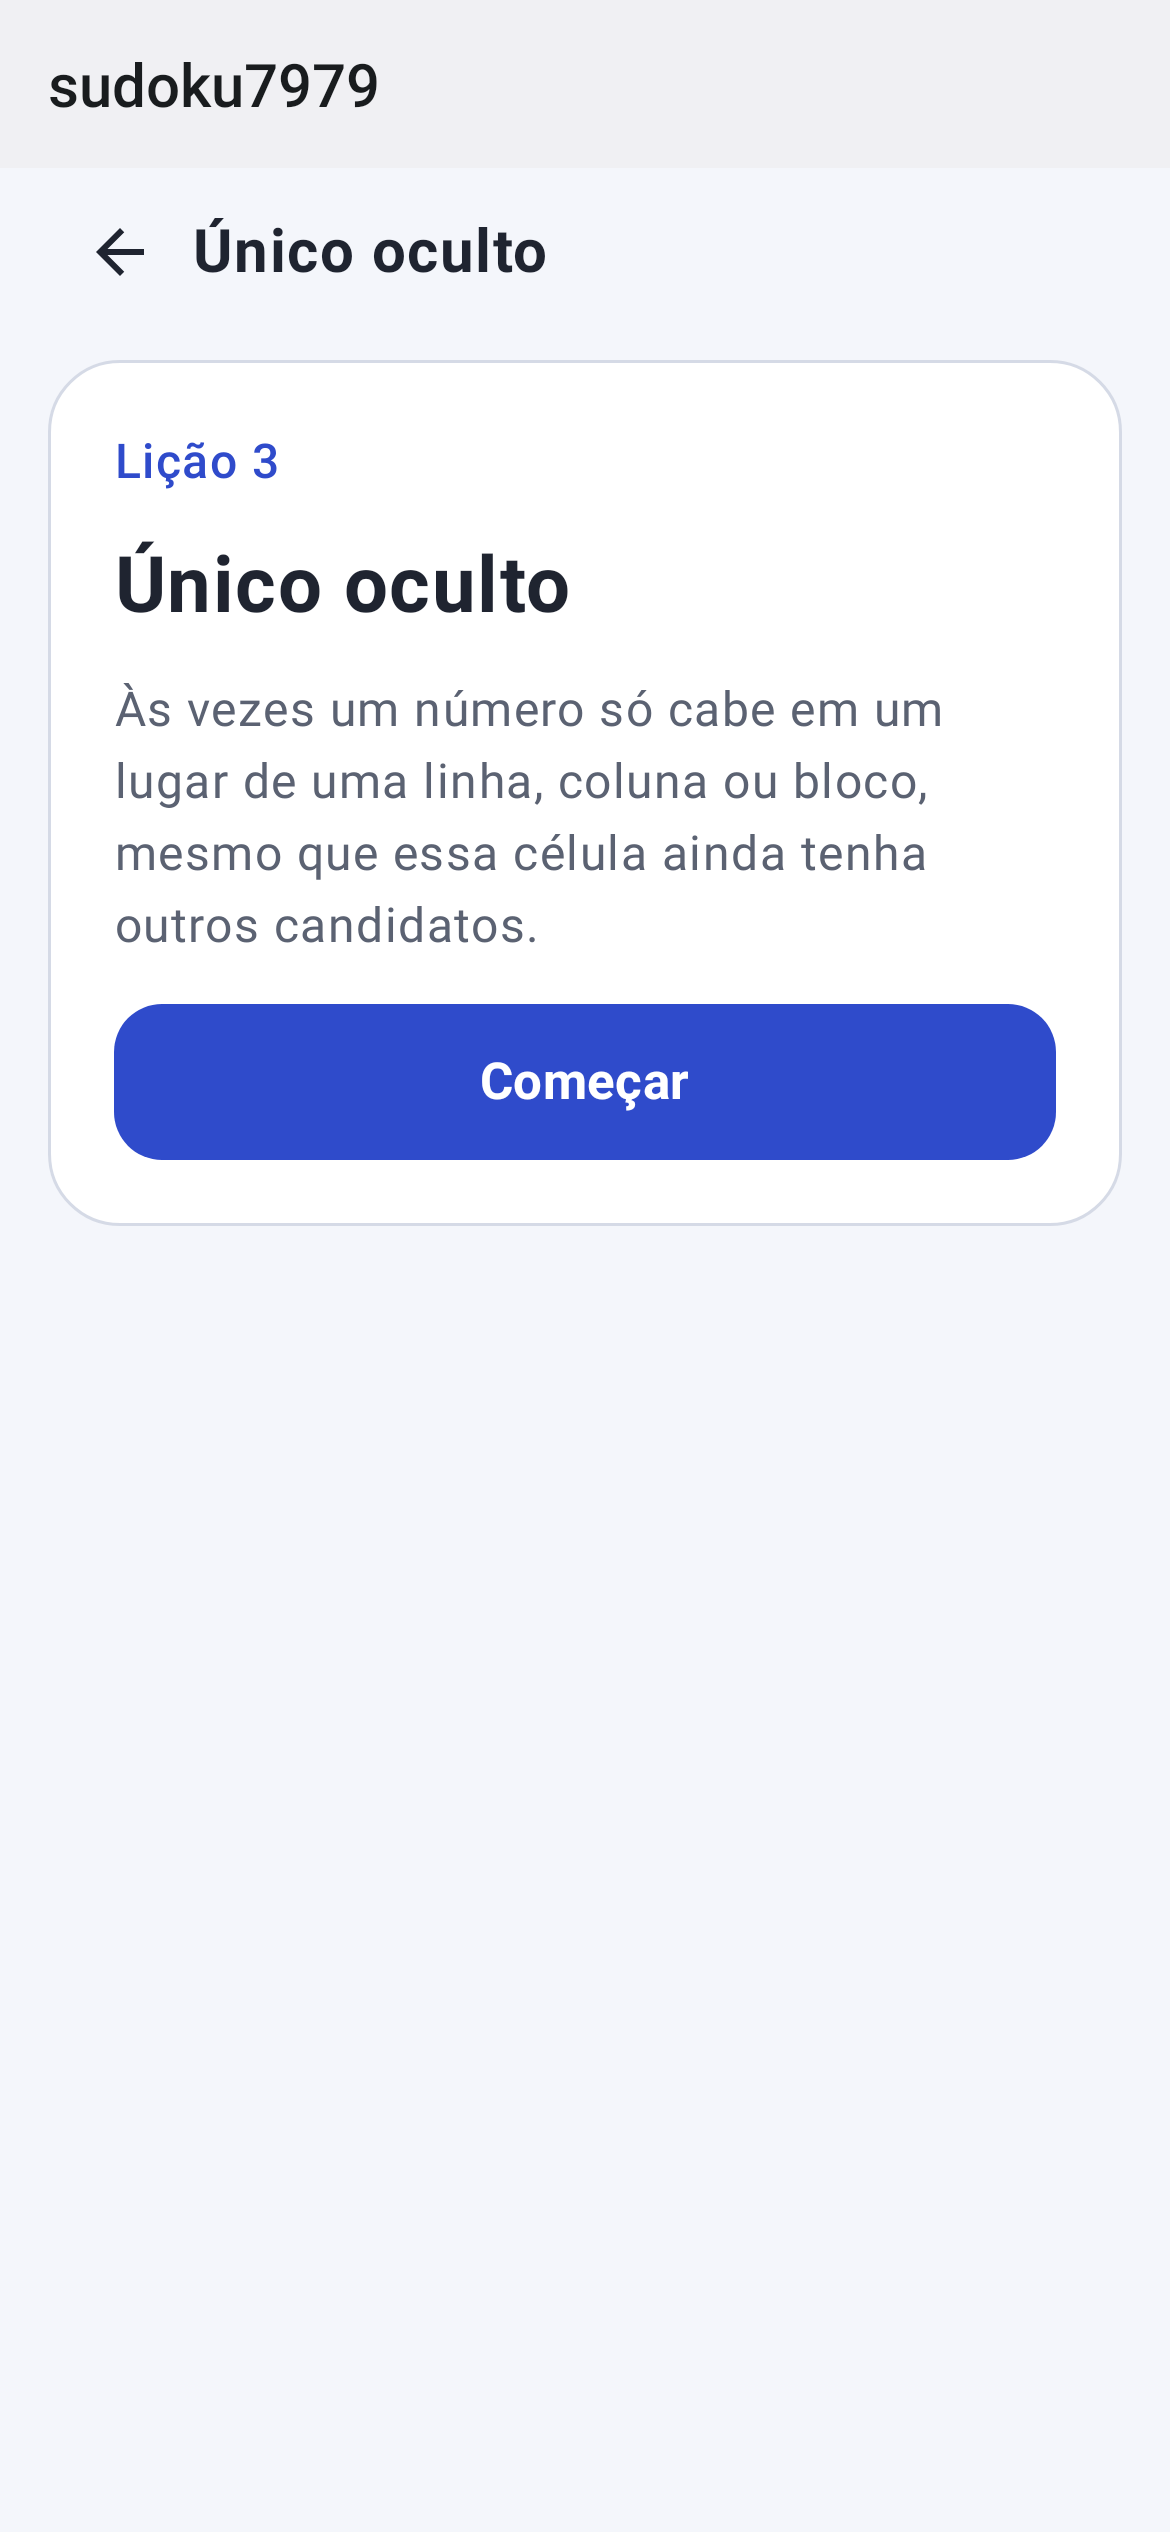 sudoku7979
Único oculto
Lição 3
Único oculto
Às vezes um número só cabe em um
lugar de uma linha, coluna ou bloco,
mesmo que essa célula ainda tenha
outros candidatos.
Começar